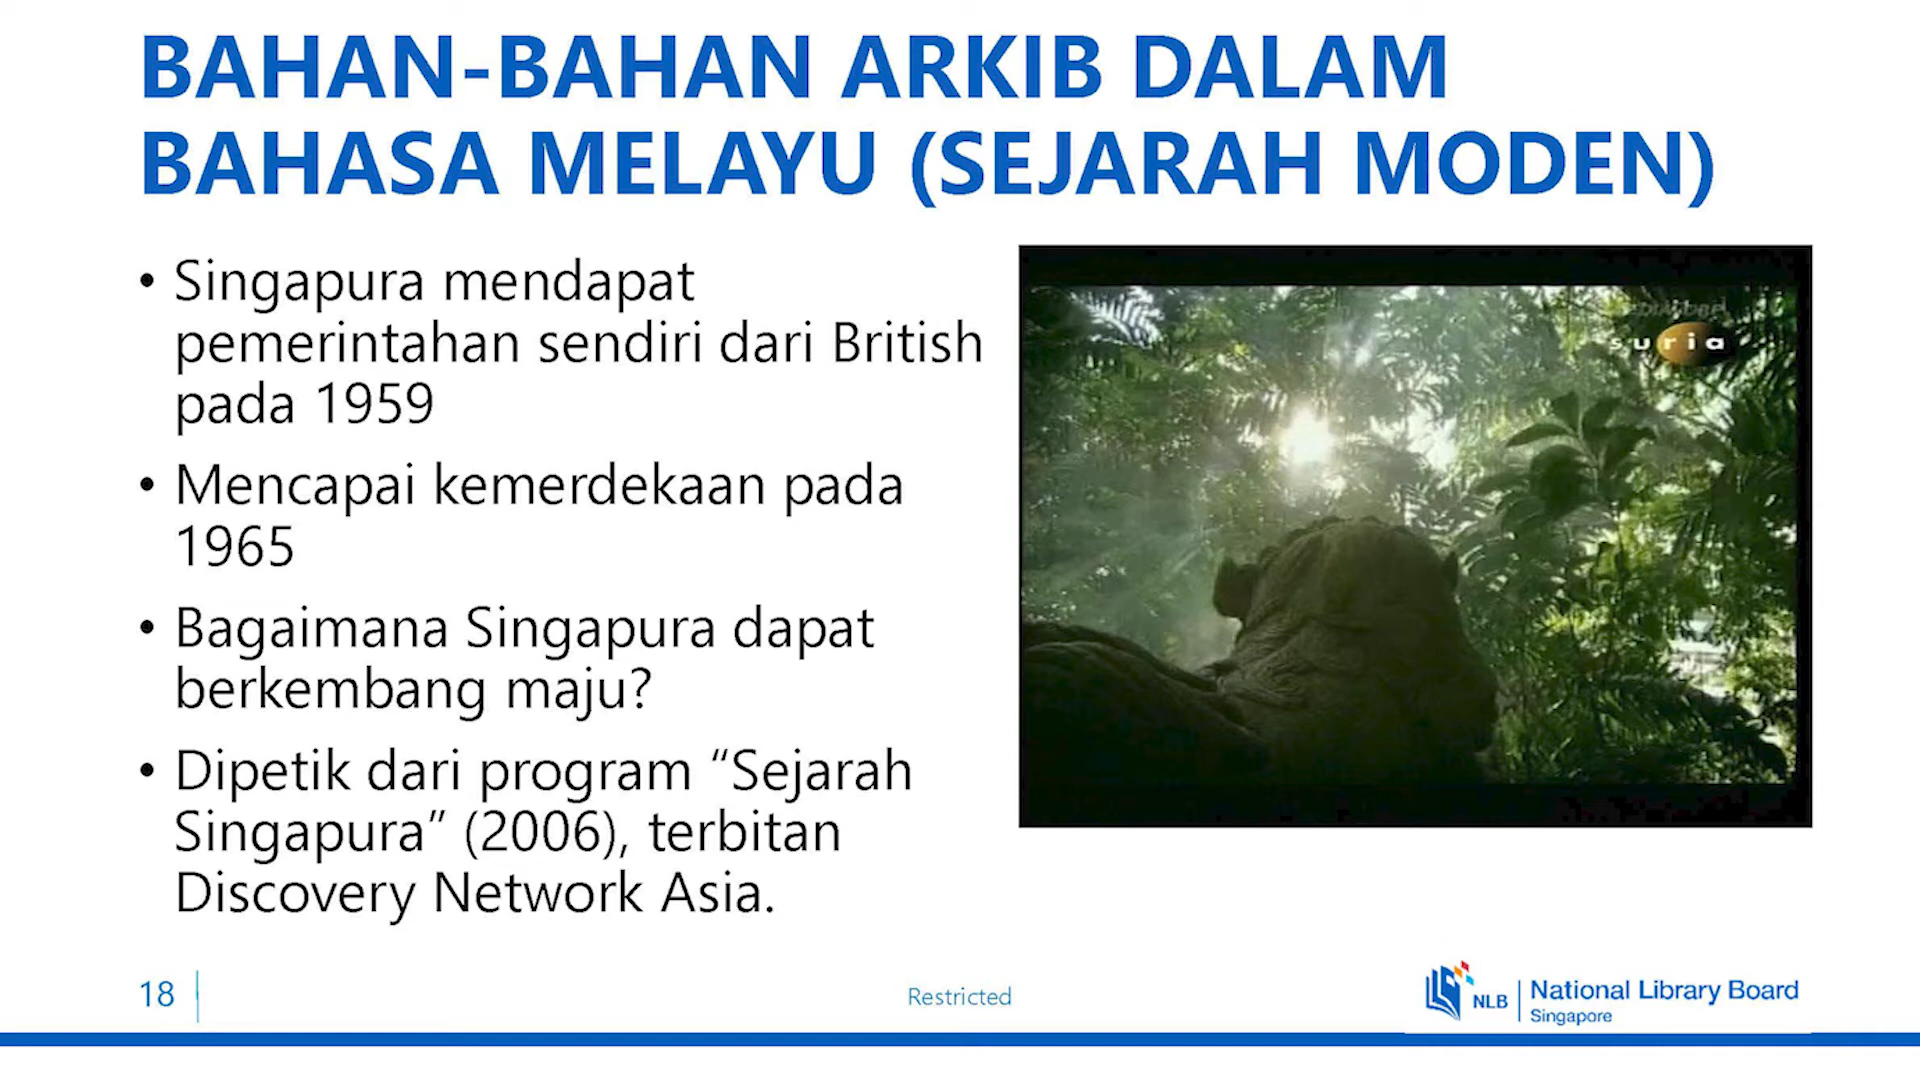 BAHAN-BAHAN ARKIB DALAM
BAHASA MELAYU (SEJARAH MODEN)
• Singapura mendapat
pemerintahan sendiri dari British
pada 1959
• Mencapai kemerdekaan pada
1965
• Bagaimana Singapura dapat
berkembang maju?
• Dipetik dari program “Sejarah
Singapura” (2006), terbitan
Discovery Network Asia.
suria
18
Restricted
NLB
National Library Board
Singapore